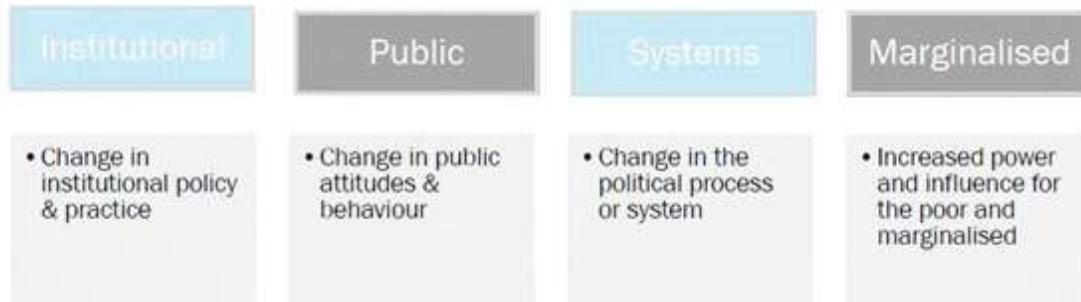 Institutional
Public
Systems
Marginalised
• Change in
institutional policy
& practice
• Change in public
attitudes &
behaviour
• Change in the
political process
or system
• Increased power
and influence for
the poor and
marginalised